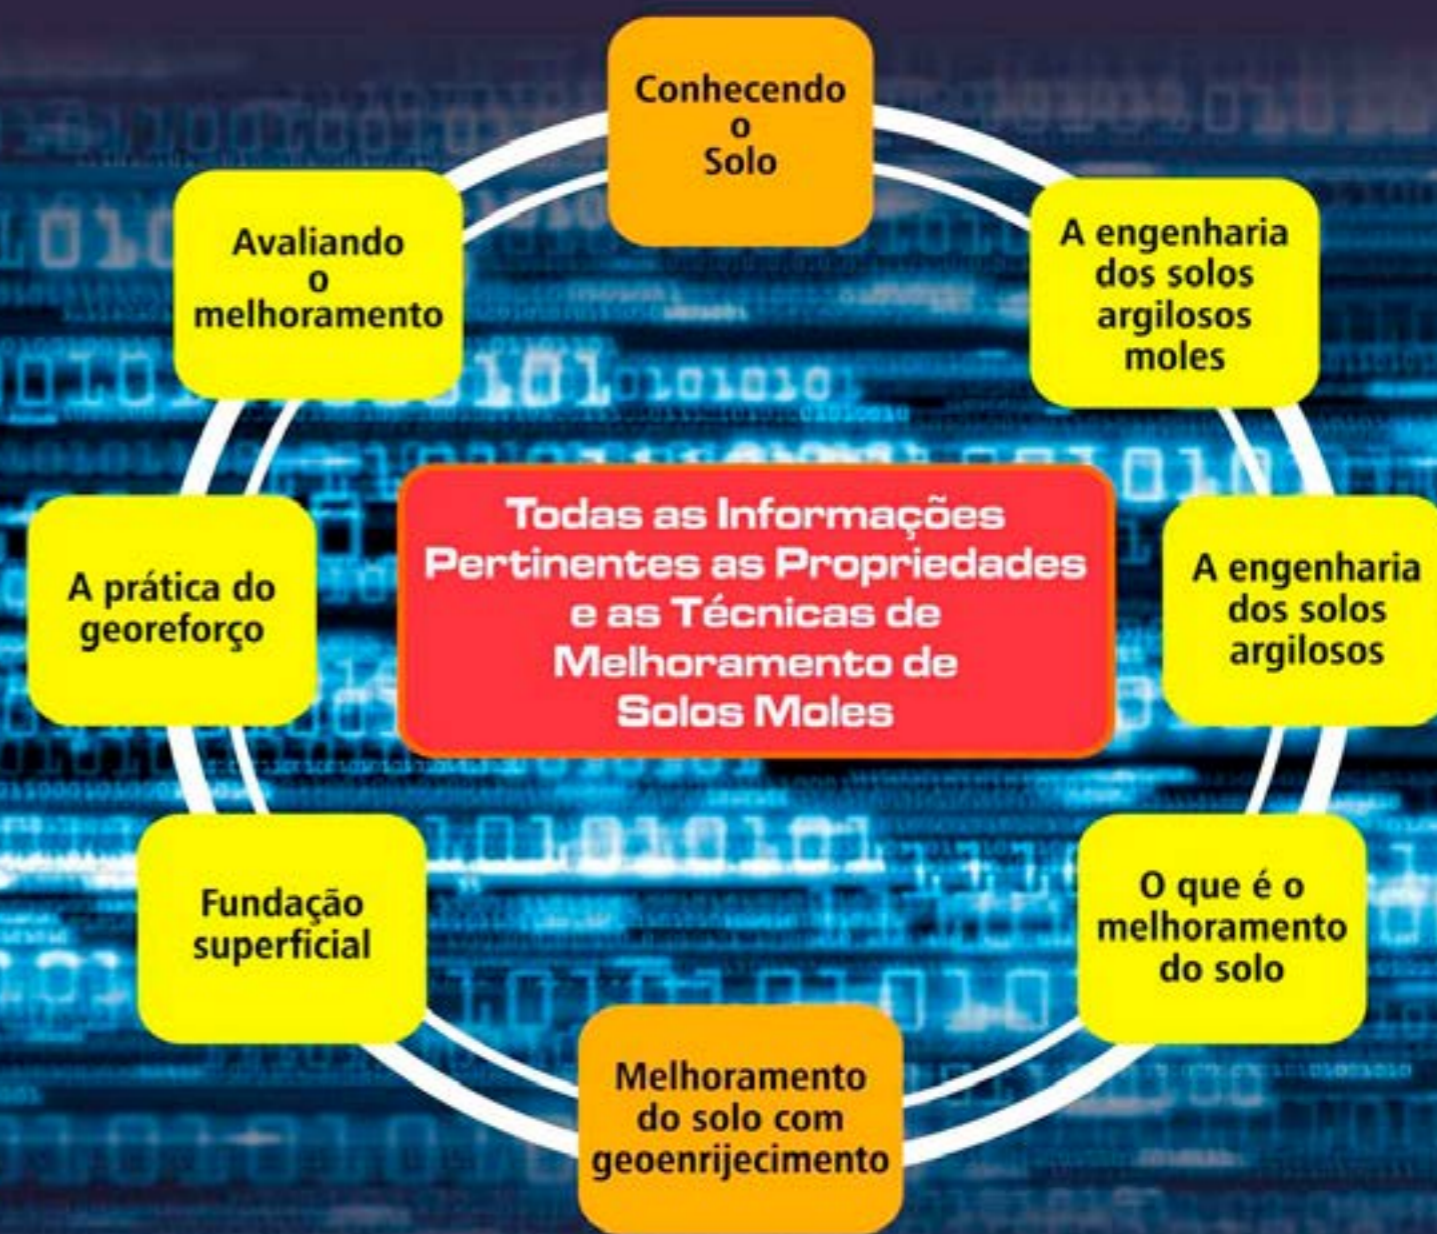 Conhecendo
o
Solo
A engenharia
dos solos
argilosos
moles
A engenharia
dos solos
argilosos
O que é o
melhoramento
do solo
Melhoramento
do solo com
geoenrijecimento
Fundação
superficial
A prática do
georeforço
Avaliando
o
melhoramento
Todas as Informações
Pertinentes as Propriedades
e as Técnicas de
Melhoramento de
Solos Moles